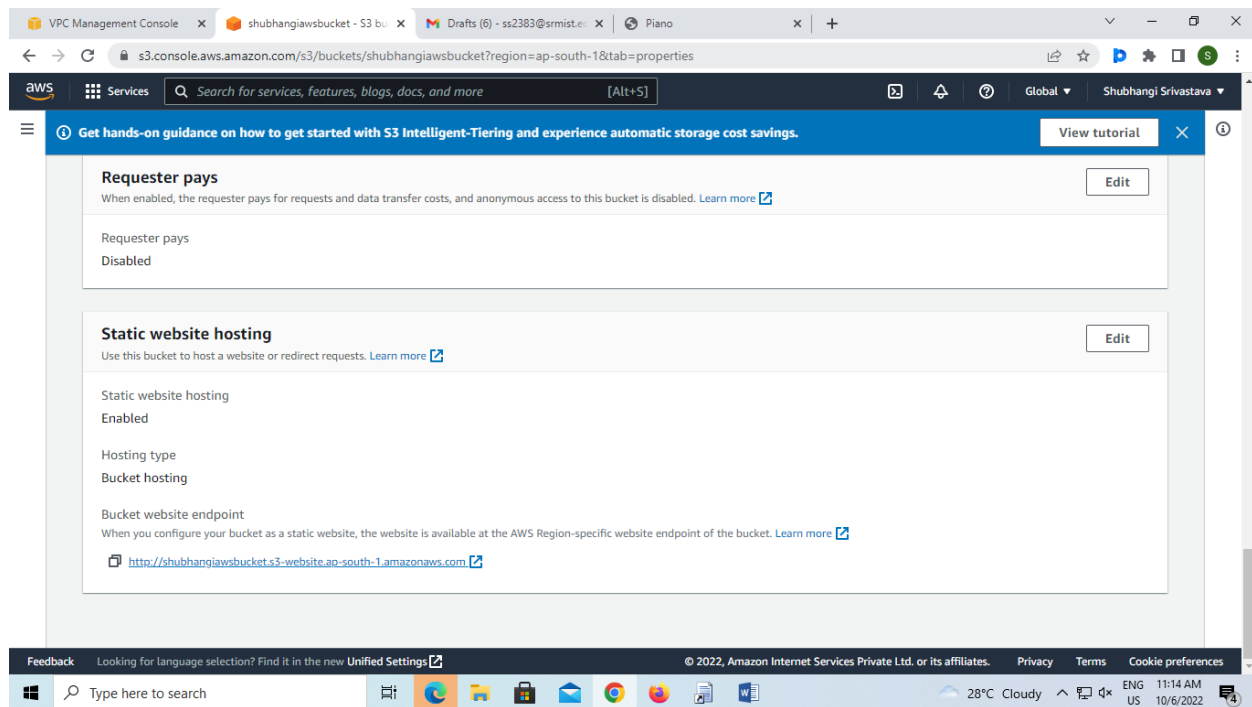 VPC Management Console
shubhangiawsbucket - S3 bu
Drafts (6) - ss2383@srmist.ec
Piano
s3.console.aws.amazon.com/s3/buckets/shubhangiawsbucket?region=ap-south-1&tab=properties
S
aws
Services
Search for services, features, blogs, docs, and more
[Alt+S]
Global
Shubhangi Srivastava
Get hands-on guidance on how to get started with S3 Intelligent-Tiering and experience automatic storage cost savings.
View tutorial
Requester pays
Edit
When enabled, the requester pays for requests and data transfer costs, and anonymous access to this bucket is disabled. Learn more
Requester pays
Disabled
Static website hosting
Edit
Use this bucket to host a website or redirect requests. Learn more
Static website hosting
Enabled
Hosting type
Bucket hosting
Bucket website endpoint
When you configure your bucket as a static website, the website is available at the AWS Region-specific website endpoint of the bucket. Learn more
http://shubhangiawsbucket.s3-website.ap-south-1.amazonaws.com
Feedback
Looking for language selection? Find it in the new Unified Settings
© 2022, Amazon Internet Services Private Ltd. or its affiliates.
Privacy
Terms
Cookie preferences
Type here to search
28°C Cloudy
ENG
US
11:14 AM
10/6/2022
4